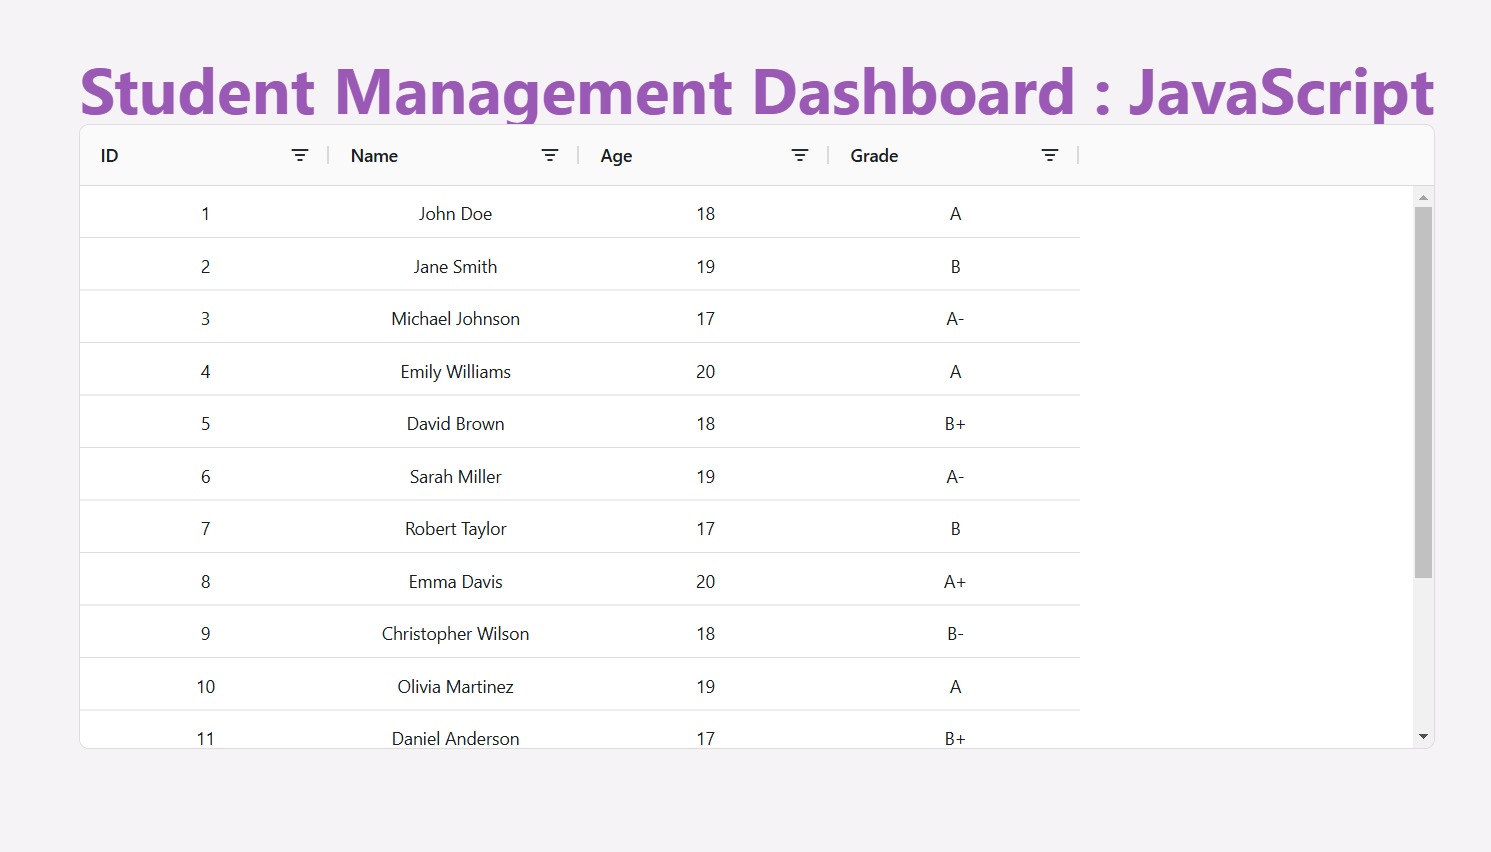 Student Management Dashboard : JavaScript
ID Name Age Grade
1 John Doe 18 A
2 Jane Smith 19 B
3 Michael Johnson 17 A-
4 Emily Williams 20 A
5 David Brown 18 B+
6 Sarah Miller 19 A-
7 Robert Taylor 17 B
8 Emma Davis 20 A+
9 Christopher Wilson 18 B-
10 Olivia Martinez 19 A
11 Daniel Anderson 17 B+